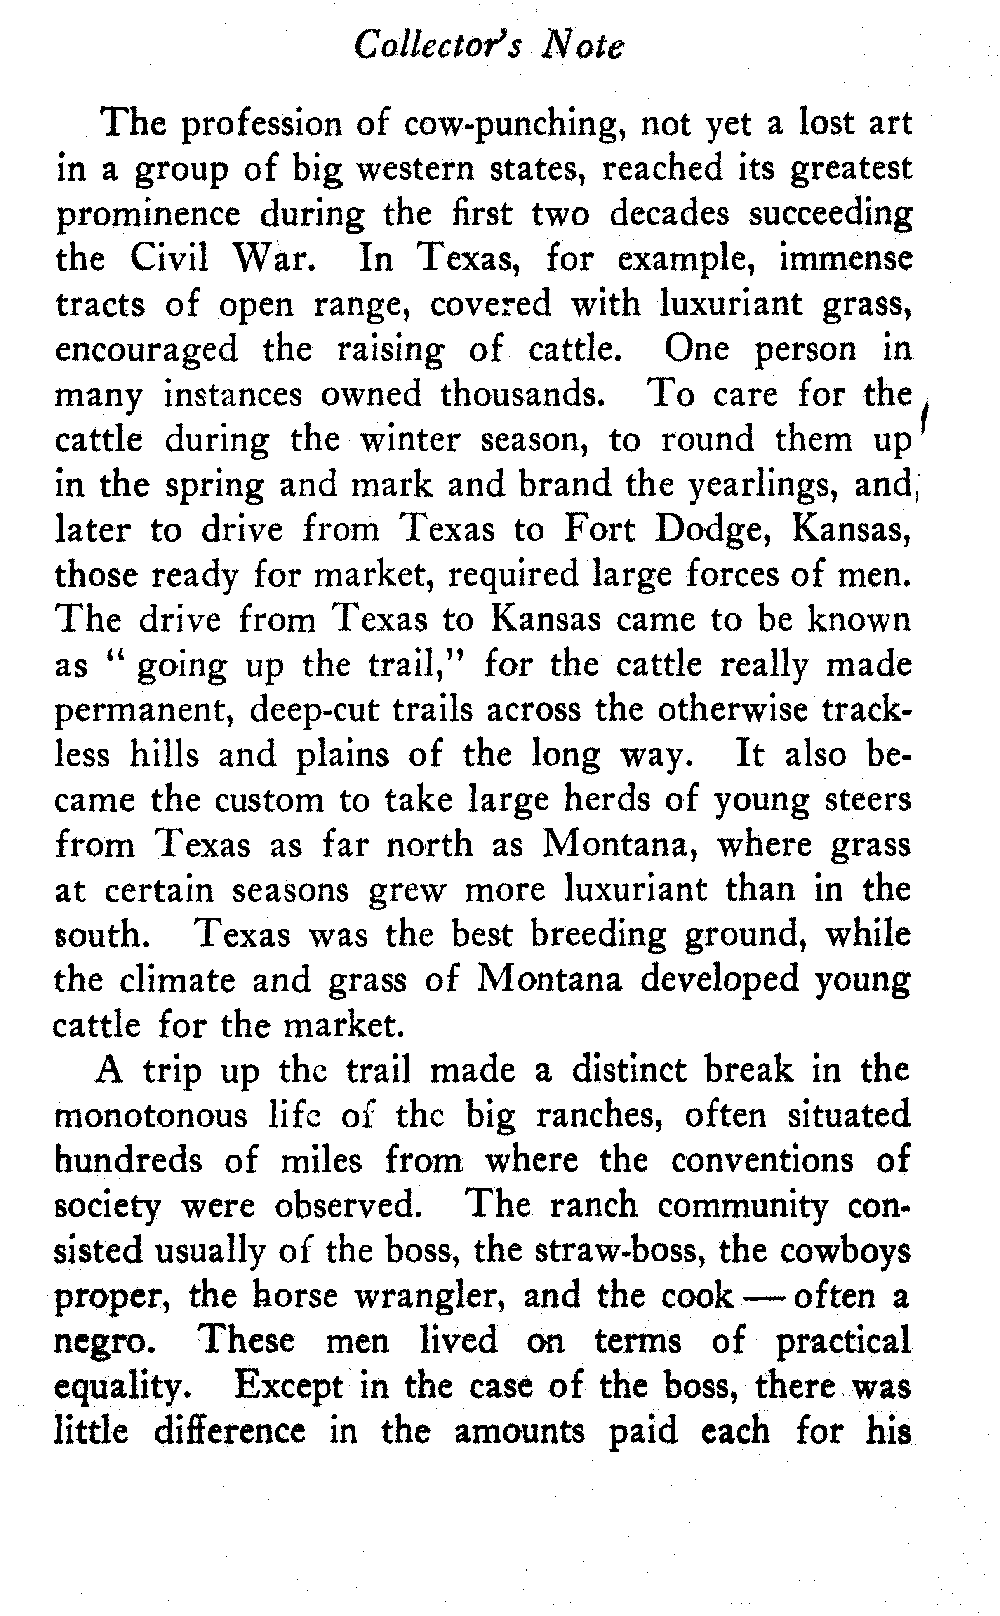 Collector's Note
The profession of cow-punching, not yet a lost art
in a group of big western states, reached its greatest
prominence during the first two decades succeeding
the Civil War. In Texas, for example, immense
tracts of open range, covered with luxuriant grass,
encouraged the raising of cattle. One person in
many instances owned thousands. To care for the
cattle during the winter season, to round them up
in the spring and mark and brand the yearlings, and
later to drive from Texas to Fort Dodge, Kansas,
those ready for market, required large forces of men.
The drive from Texas to Kansas came to be known
as " going up the trail," for the cattle really made
permanent, deep-cut trails across the otherwise track-
less hills and plains of the long way. It also be-
came the custom to take large herds of young steers
from Texas as far north as Montana, where grass
at certain seasons grew more luxuriant than in the
south. Texas was the best breeding ground, while
the climate and grass of Montana developed young
cattle for the market.
A trip up the trail made a distinct break in the
monotonous life of the big ranches, often situated
hundreds of miles from where the conventions of
society were observed. The ranch community con-
sisted usually of the boss, the straw-boss, the cowboys
proper, the horse wrangler, and the cook — often a
negro. These men lived on terms of practical
equality. Except in the case of the boss, there was
little difference in the amounts paid each for his